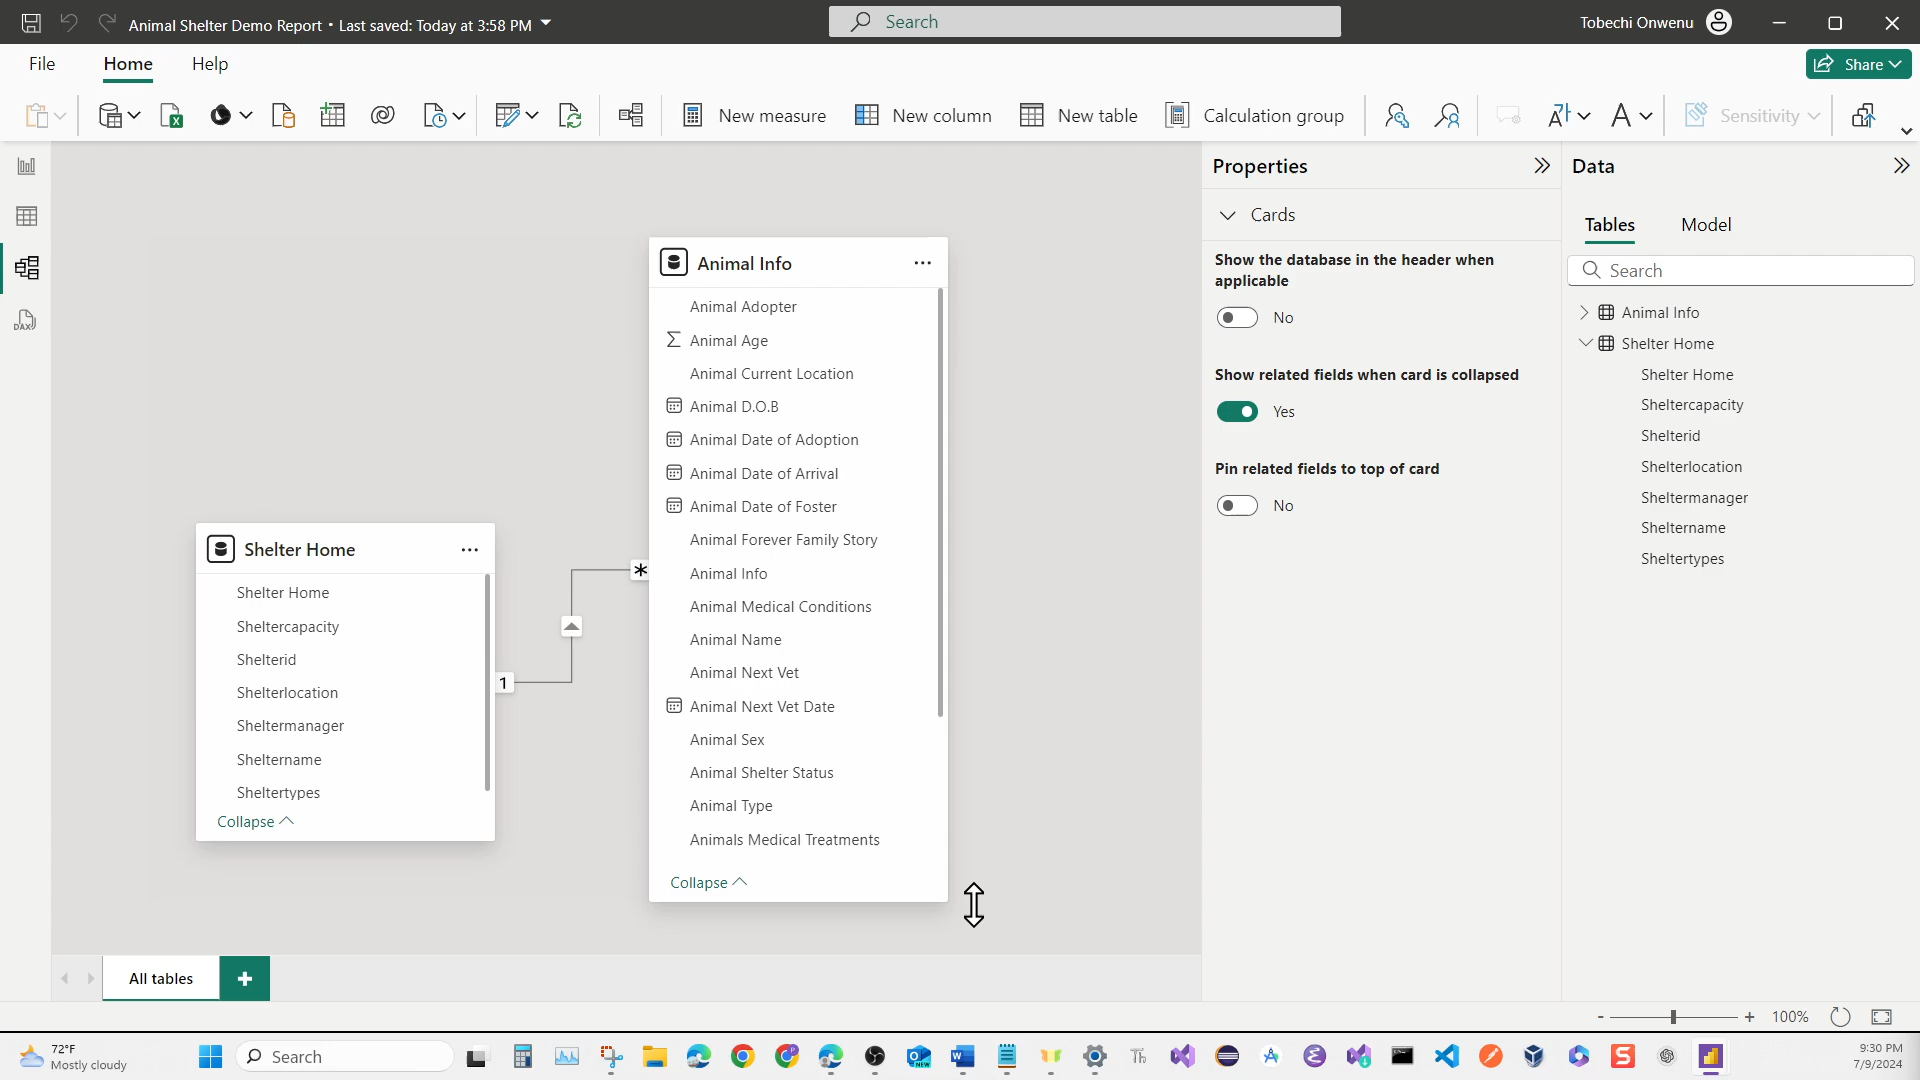 Animal Shelter Demo Report • Last saved: Today at 3:58 PM
Search
Tobechi Onwenu
File
Home
Help
Share
New measure
New column
New table
Calculation group
Sensitivity
DAX
Animal Info
Animal Adopter
Animal Age
Animal Current Location
Animal D.O.B
Animal Date of Adoption
Animal Date of Arrival
Animal Date of Foster
Animal Forever Family Story
Animal Info
Animal Medical Conditions
Animal Name
Animal Next Vet
Animal Next Vet Date
Animal Sex
Animal Shelter Status
Animal Type
Animals Medical Treatments
Collapse
Shelter Home
Shelter Home
Sheltercapacity
Shelterid
Shelterlocation
Sheltermanager
Sheltername
Sheltertypes
Collapse
1
*
Properties
Cards
Show the database in the header when
applicable
No
Show related fields when card is collapsed
Yes
Pin related fields to top of card
No
Data
Tables
Model
Search
Animal Info
Shelter Home
Shelter Home
Sheltercapacity
Shelterid
Shelterlocation
Sheltermanager
Sheltername
Sheltertypes
All tables
+
- + 100%
72°F
Mostly cloudy
Search
9:30 PM
7/9/2024